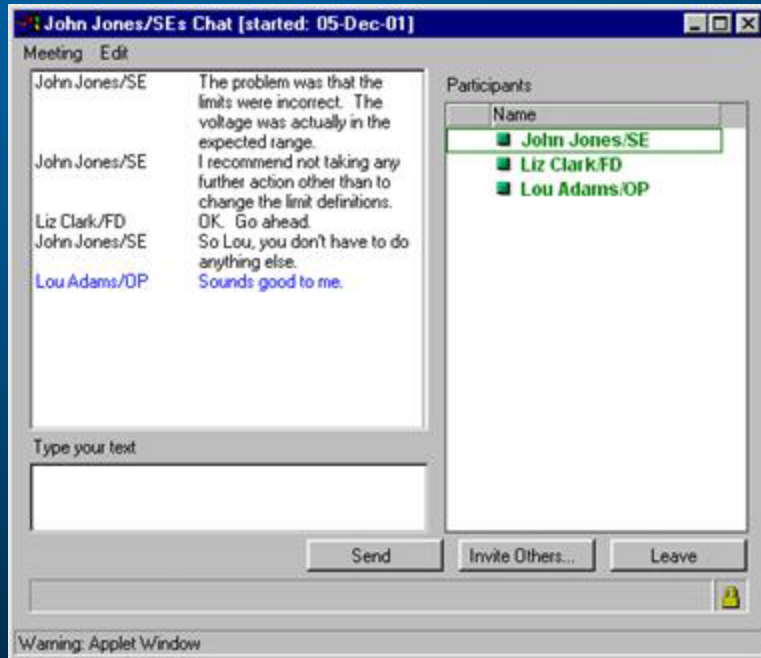 John Jones/SEs Chat [started: 05-Dec-01]
Meeting Edit
John Jones/SE The problem was that the
limits were incorrect. The
voltage was actually in the
expected range.
John Jones/SE I recommend not taking any
further action other than to
change the limit definitions.
Liz Clark/FD OK. Go ahead.
John Jones/SE So Lou, you don't have to do
anything else.
Lou Adams/OP Sounds good to me.
Participants
Name
John Jones/SE
Liz Clark/FD
Lou Adams/OP
Type your text
Send Invite Others... Leave
Warning: Applet Window